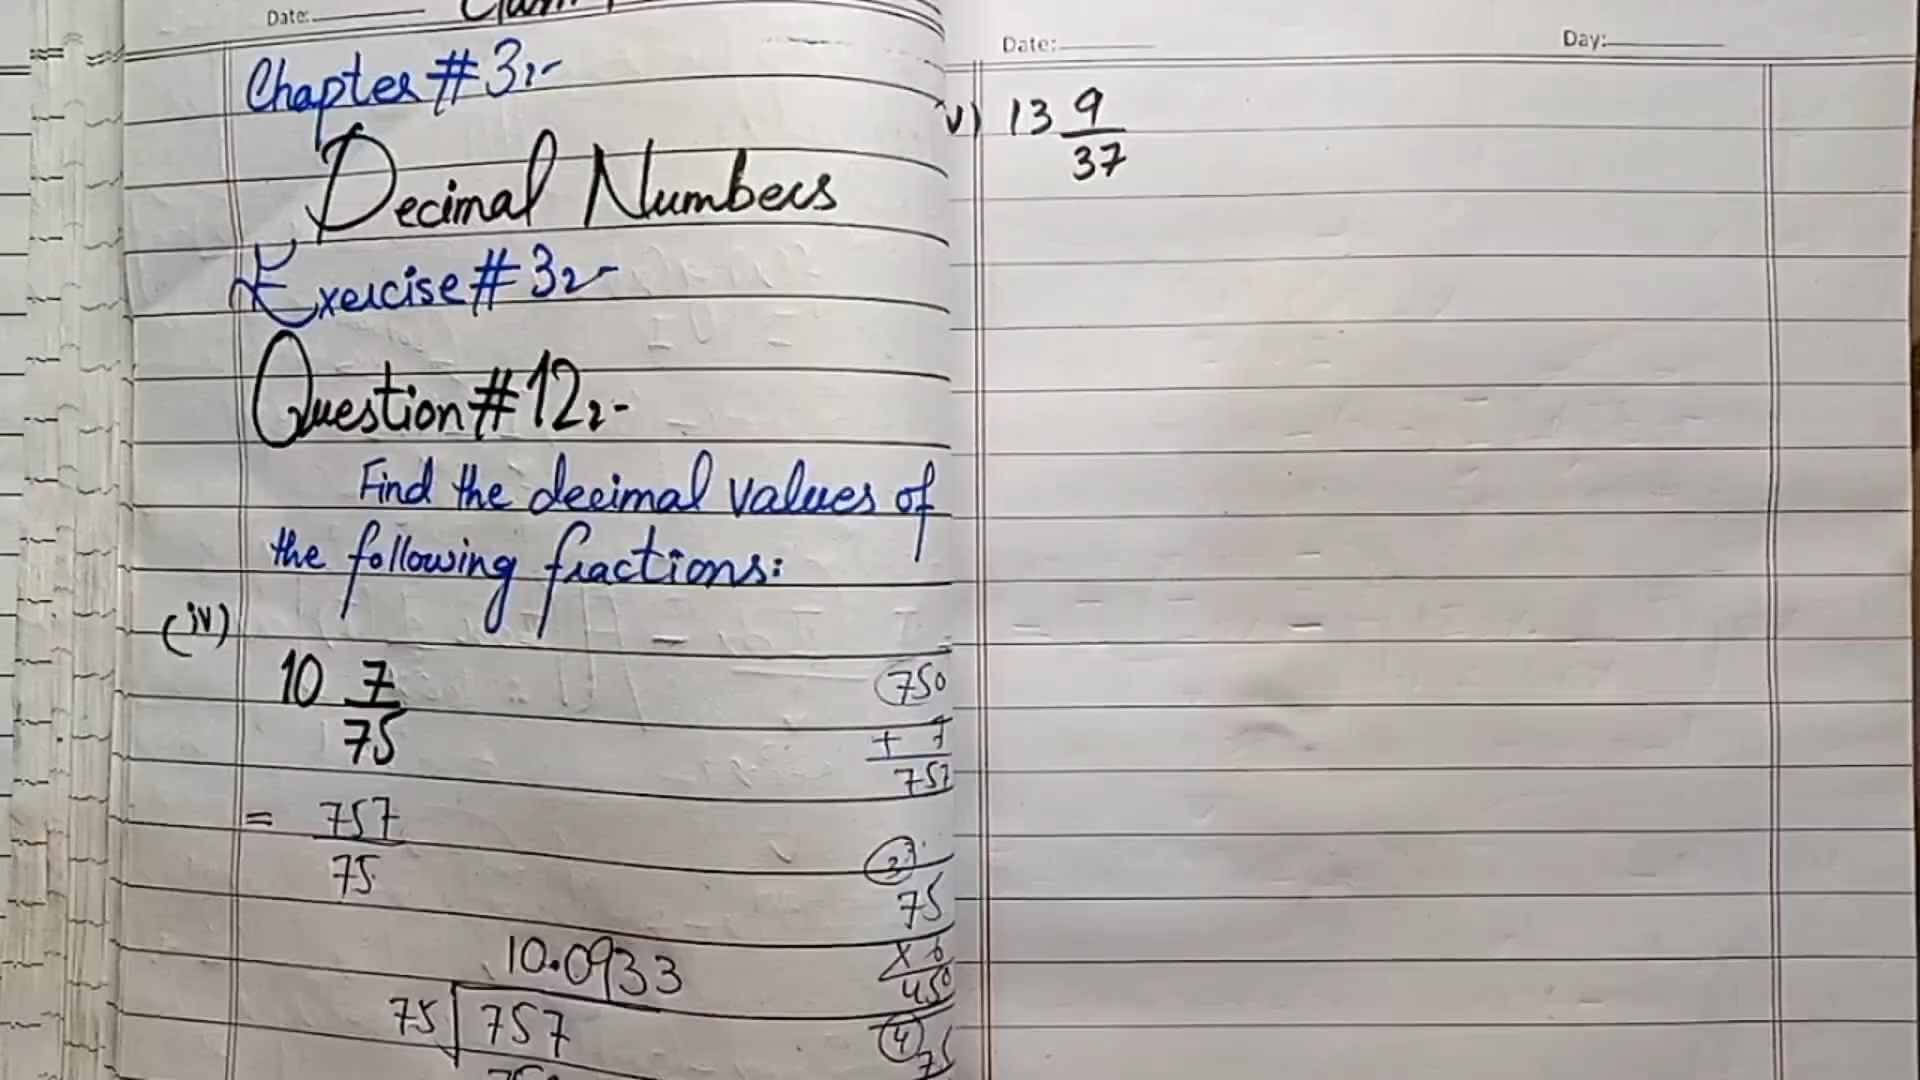 Date:
Chapter # 3:-
Decimal Numbers
Exercise # 3:-
Question # 12:-
Find the decimal values of
the following fractions:
(iv)
10 7/75
750
+ 7
757
= 757/75
75
x 6
450
10.0933
75 757
4
75
Date: Day:
v) 13 9/37